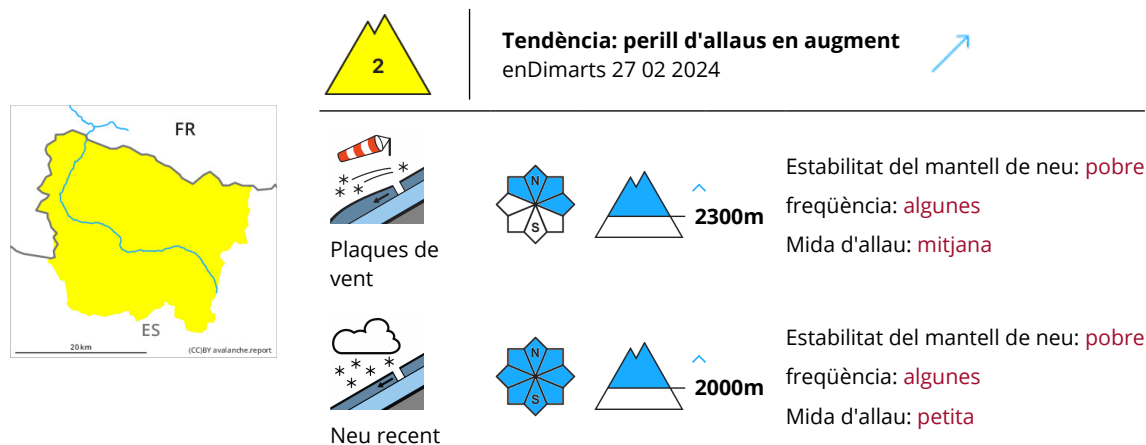 2
Tendència: perill d'allaus en augment
enDimarts 27 02 2024
FR
ES
20 km
(CC)BY avalanche.report
N
S
2300m
Plaques de
vent
Estabilitat del mantell de neu: pobre
freqüència: algunes
Mida d'allau: mitjana
N
S
2000m
Neu recent
Estabilitat del mantell de neu: pobre
freqüència: algunes
Mida d'allau: petita